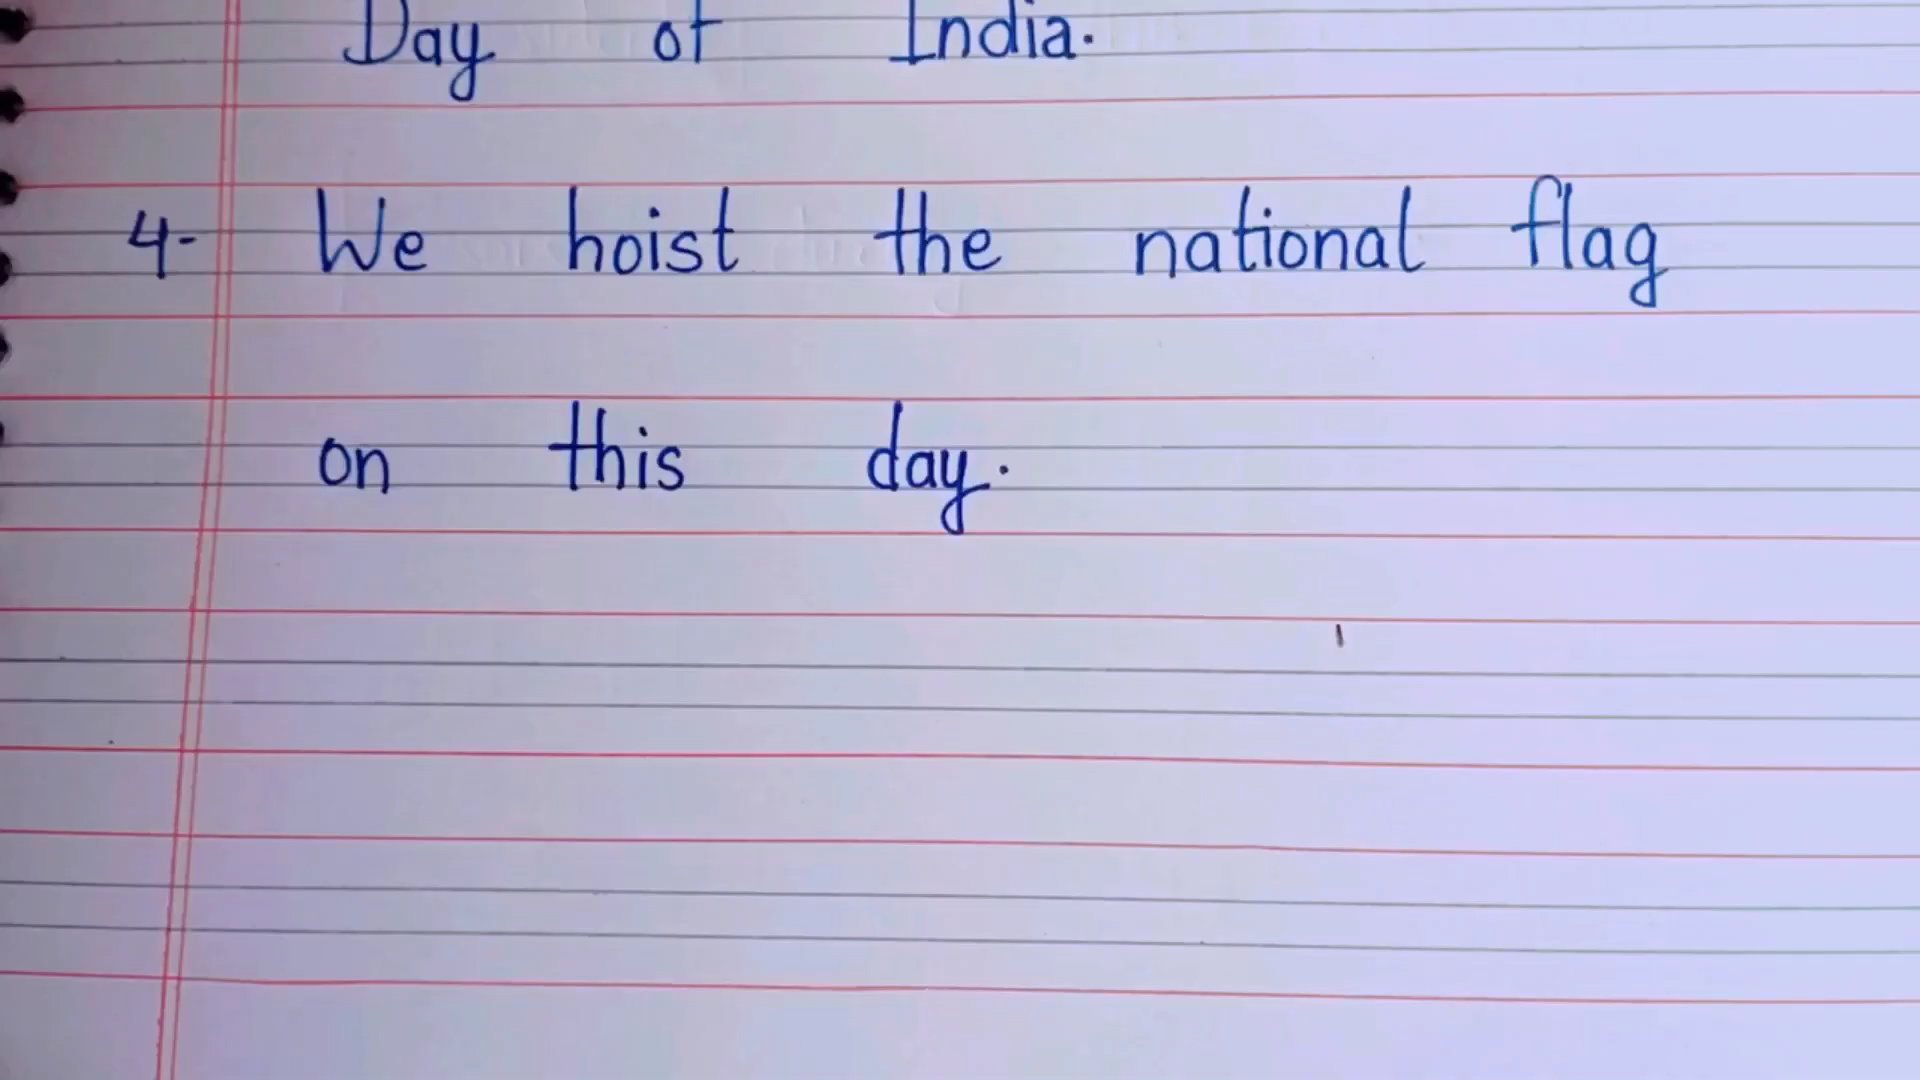 Day of India.
4- We hoist the national flag
on this day.